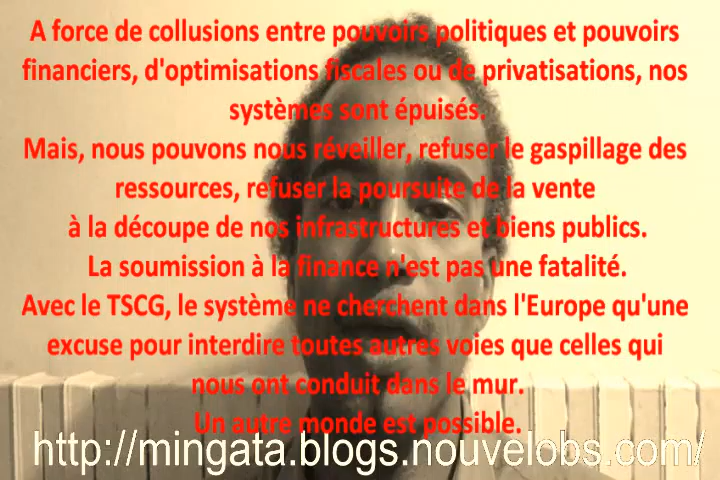 A force de collusions entre pouvoirs politiques et pouvoirs
financiers, d'optimisations fiscales ou de privatisations, nos
systèmes sont épuisés.
Mais, nous pouvons nous réveiller, refuser le gaspillage des
ressources, refuser la poursuite de la vente
à la découpe de nos infrastructures et biens publics.
La soumission à la finance n'est pas une fatalité.
Avec le TSCG, le système ne cherchent dans l'Europe qu'une
excuse pour interdire toutes autres voies que celles qui
nous ont conduit dans le mur.
Un autre monde est possible.
http://mingata.blogs.nouvelobs.com/